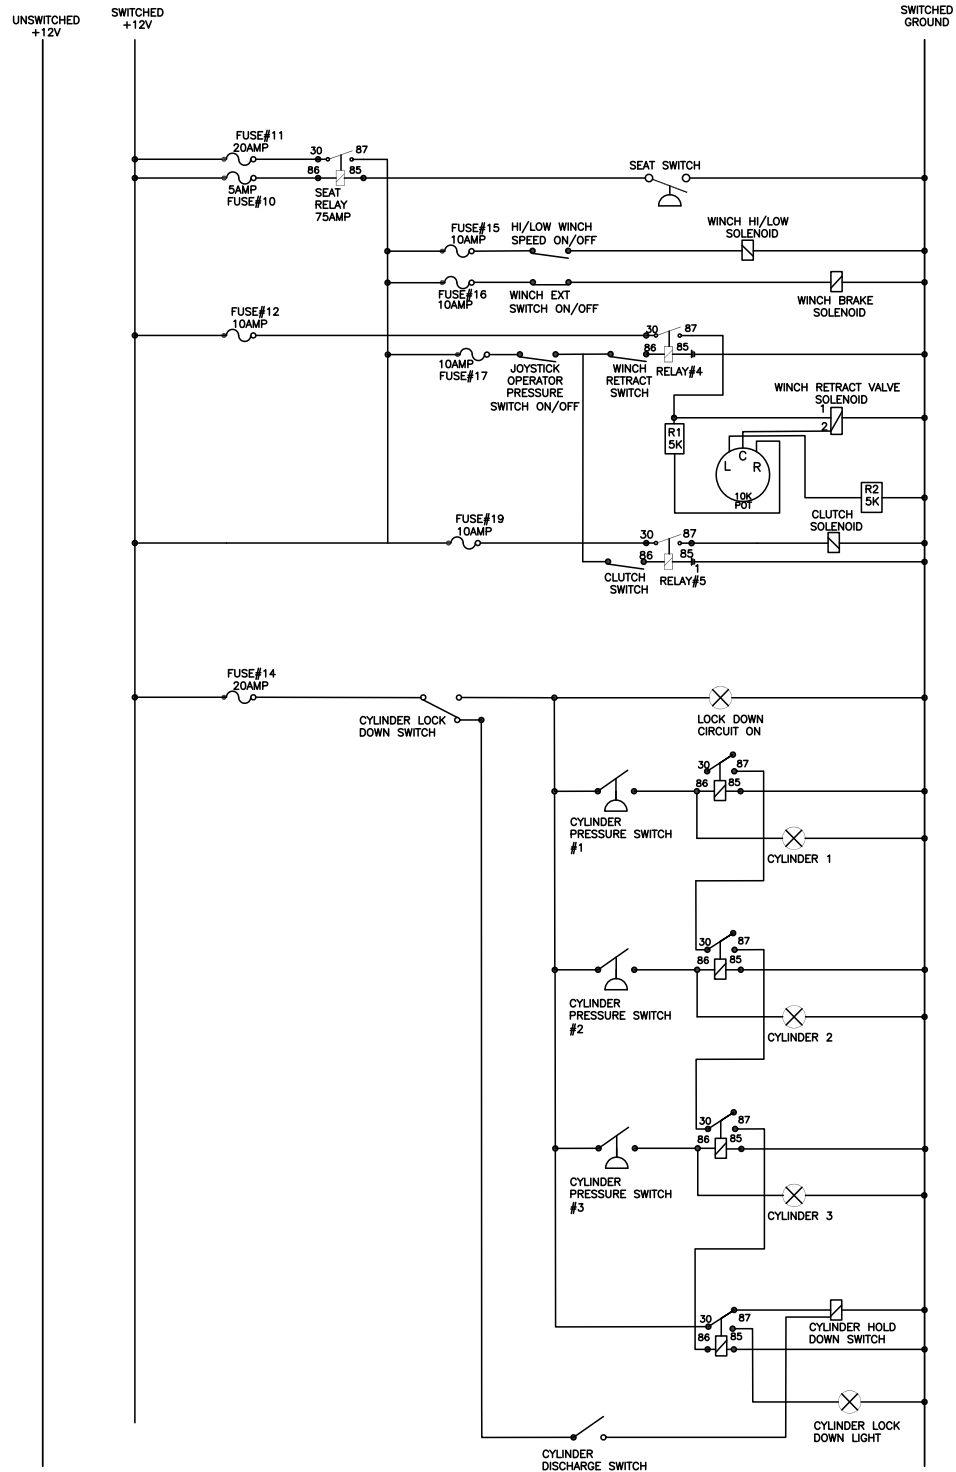 UNSWITCHED
+12V
SWITCHED
+12V
SWITCHED
GROUND
FUSE#11
20AMP
30
87
86
85
5AMP
FUSE#10
SEAT
RELAY
75AMP
SEAT SWITCH
FUSE#15
10AMP
HI/LOW WINCH
SPEED ON/OFF
WINCH HI/LOW
SOLENOID
FUSE#16
10AMP
WINCH EXT
SWITCH ON/OFF
WINCH BRAKE
SOLENOID
FUSE#12
10AMP
30
87
86
85
RELAY#4
10AMP
FUSE#17
JOYSTICK
OPERATOR
PRESSURE
SWITCH ON/OFF
WINCH
RETRACT
SWITCH
WINCH RETRACT VALVE
SOLENOID
1
2
R1
5K
L
C
R
10K
POT
R2
5K
CLUTCH
SOLENOID
FUSE#19
10AMP
30
87
86
85
1
CLUTCH
SWITCH
RELAY#5
FUSE#14
20AMP
CYLINDER LOCK
DOWN SWITCH
LOCK DOWN
CIRCUIT ON
30
87
86
85
CYLINDER
PRESSURE SWITCH
#1
CYLINDER 1
30
87
86
85
CYLINDER
PRESSURE SWITCH
#2
CYLINDER 2
30
87
86
85
CYLINDER
PRESSURE SWITCH
#3
CYLINDER 3
30
87
86
85
CYLINDER HOLD
DOWN SWITCH
CYLINDER LOCK
DOWN LIGHT
CYLINDER
DISCHARGE SWITCH